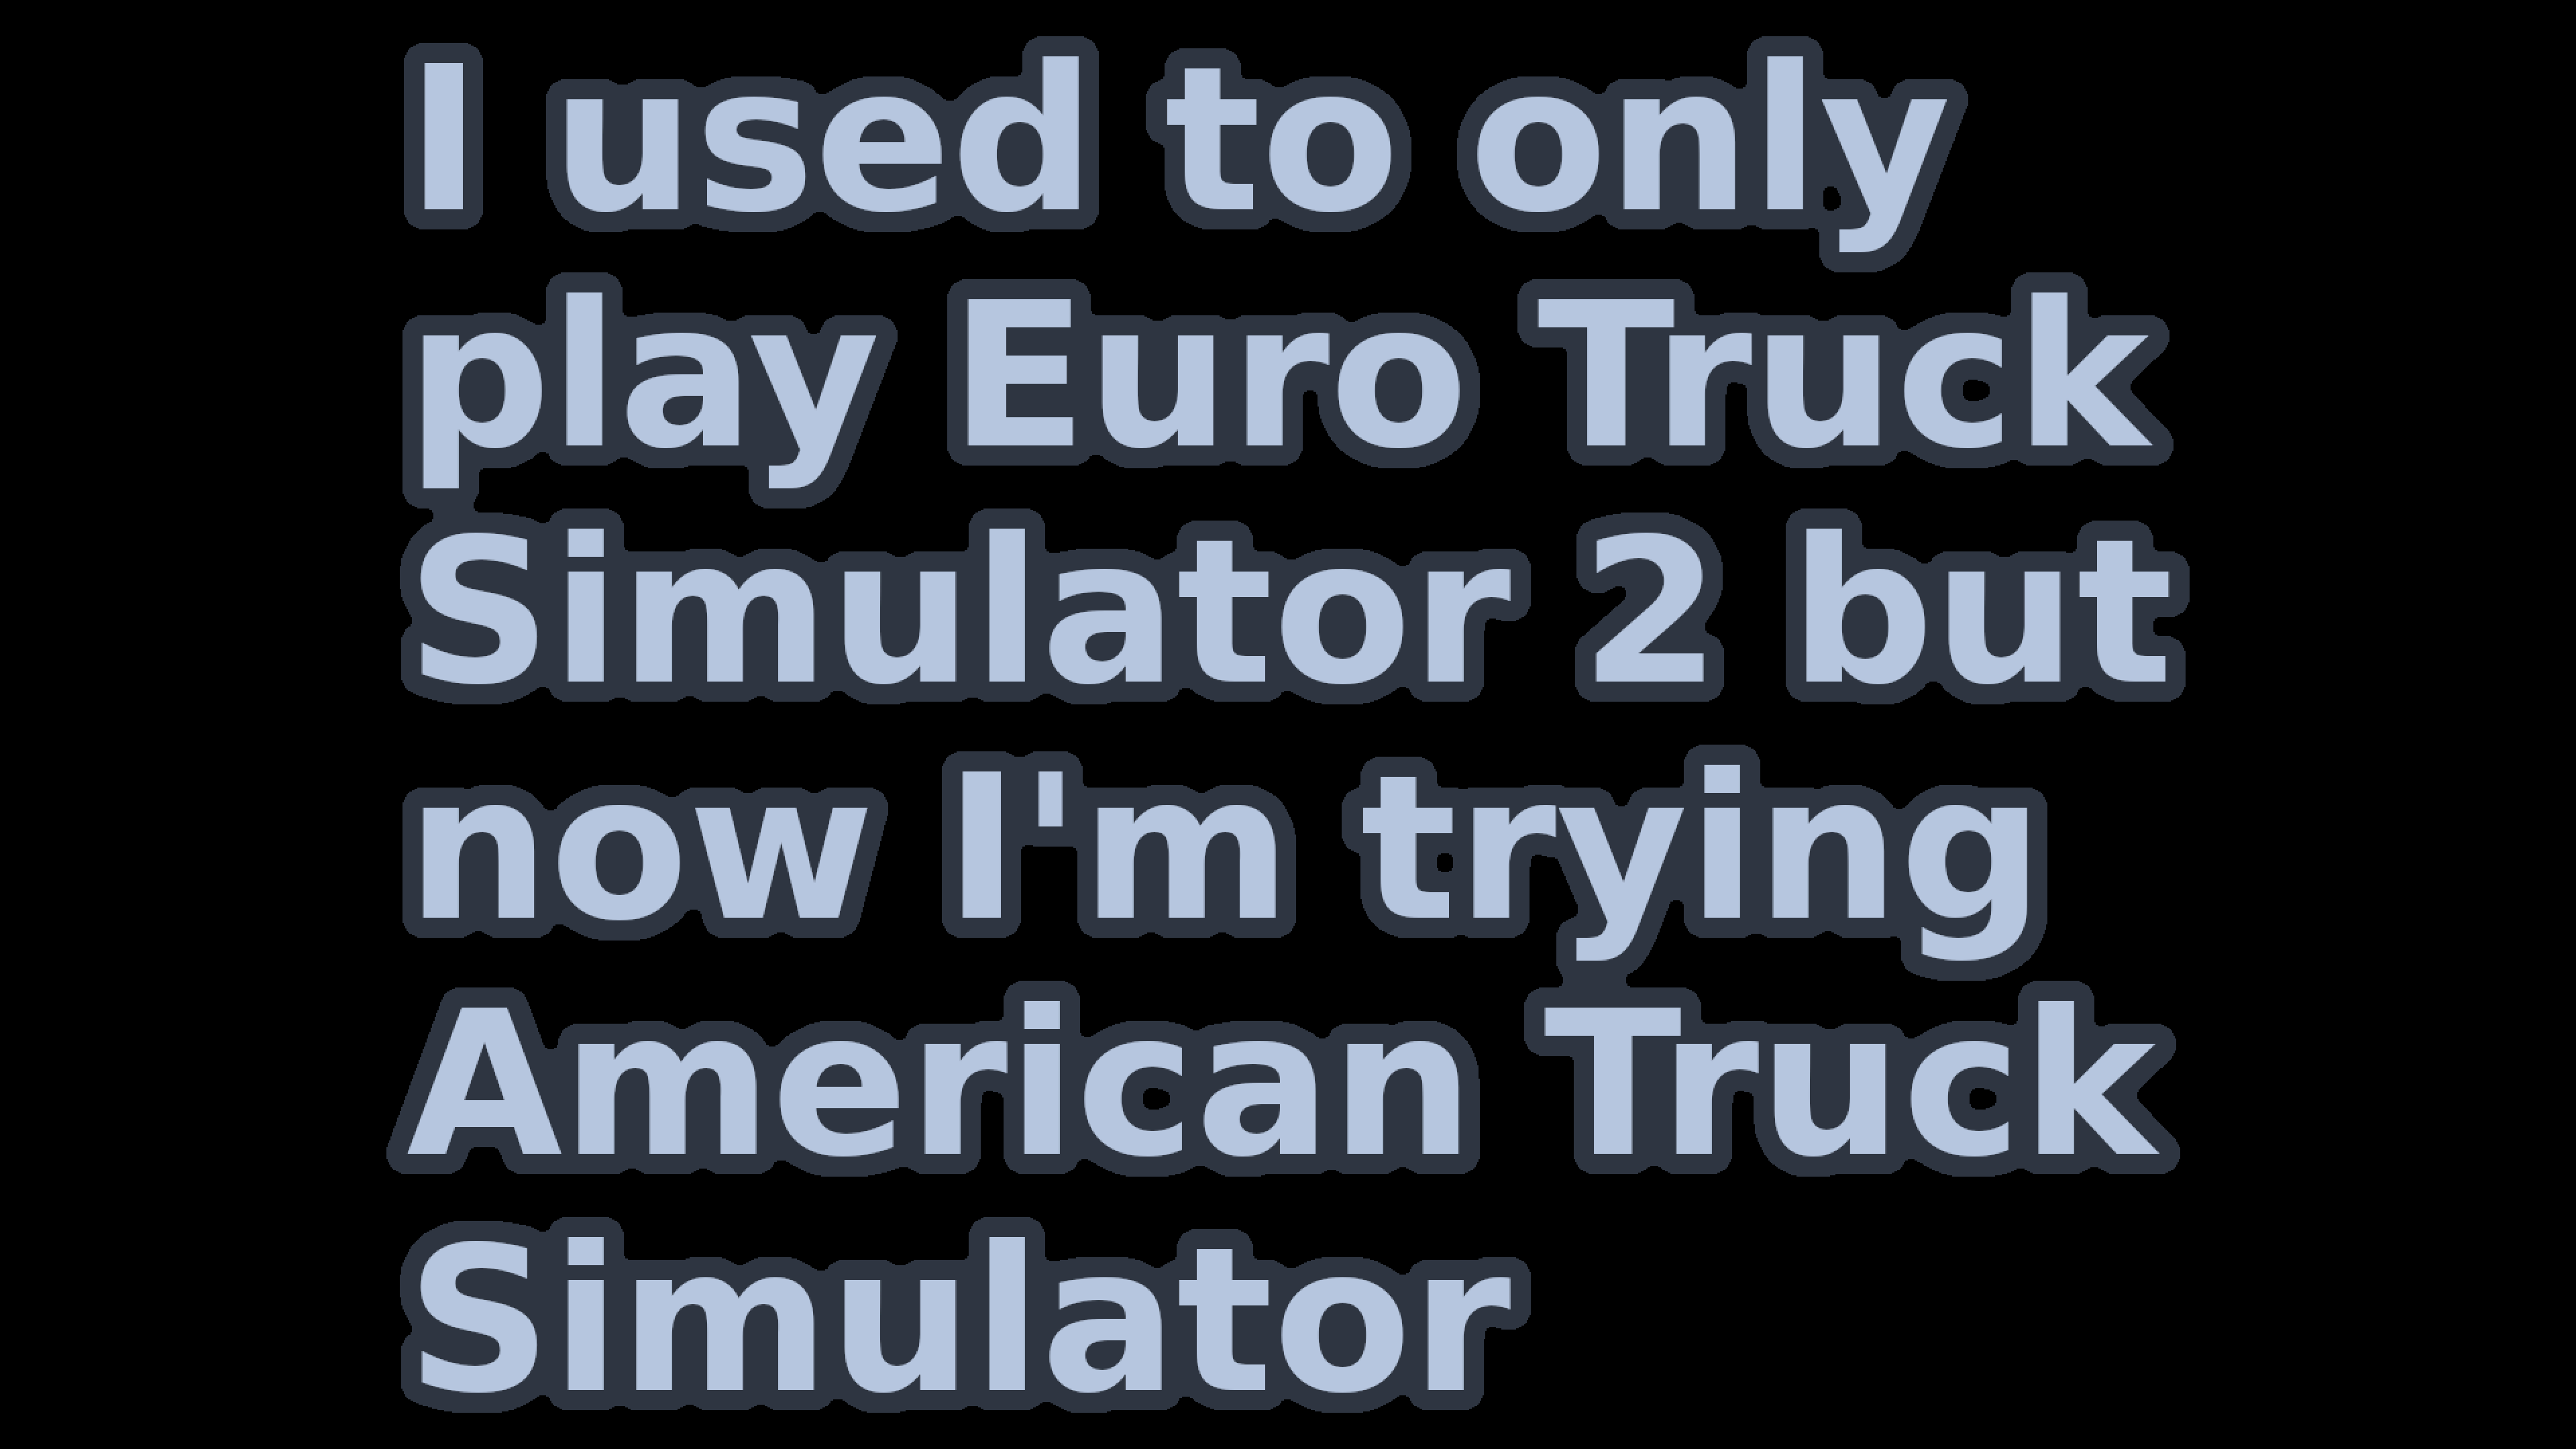 I used to only
play Euro Truck
Simulator 2 but
now I'm trying
American Truck
Simulator